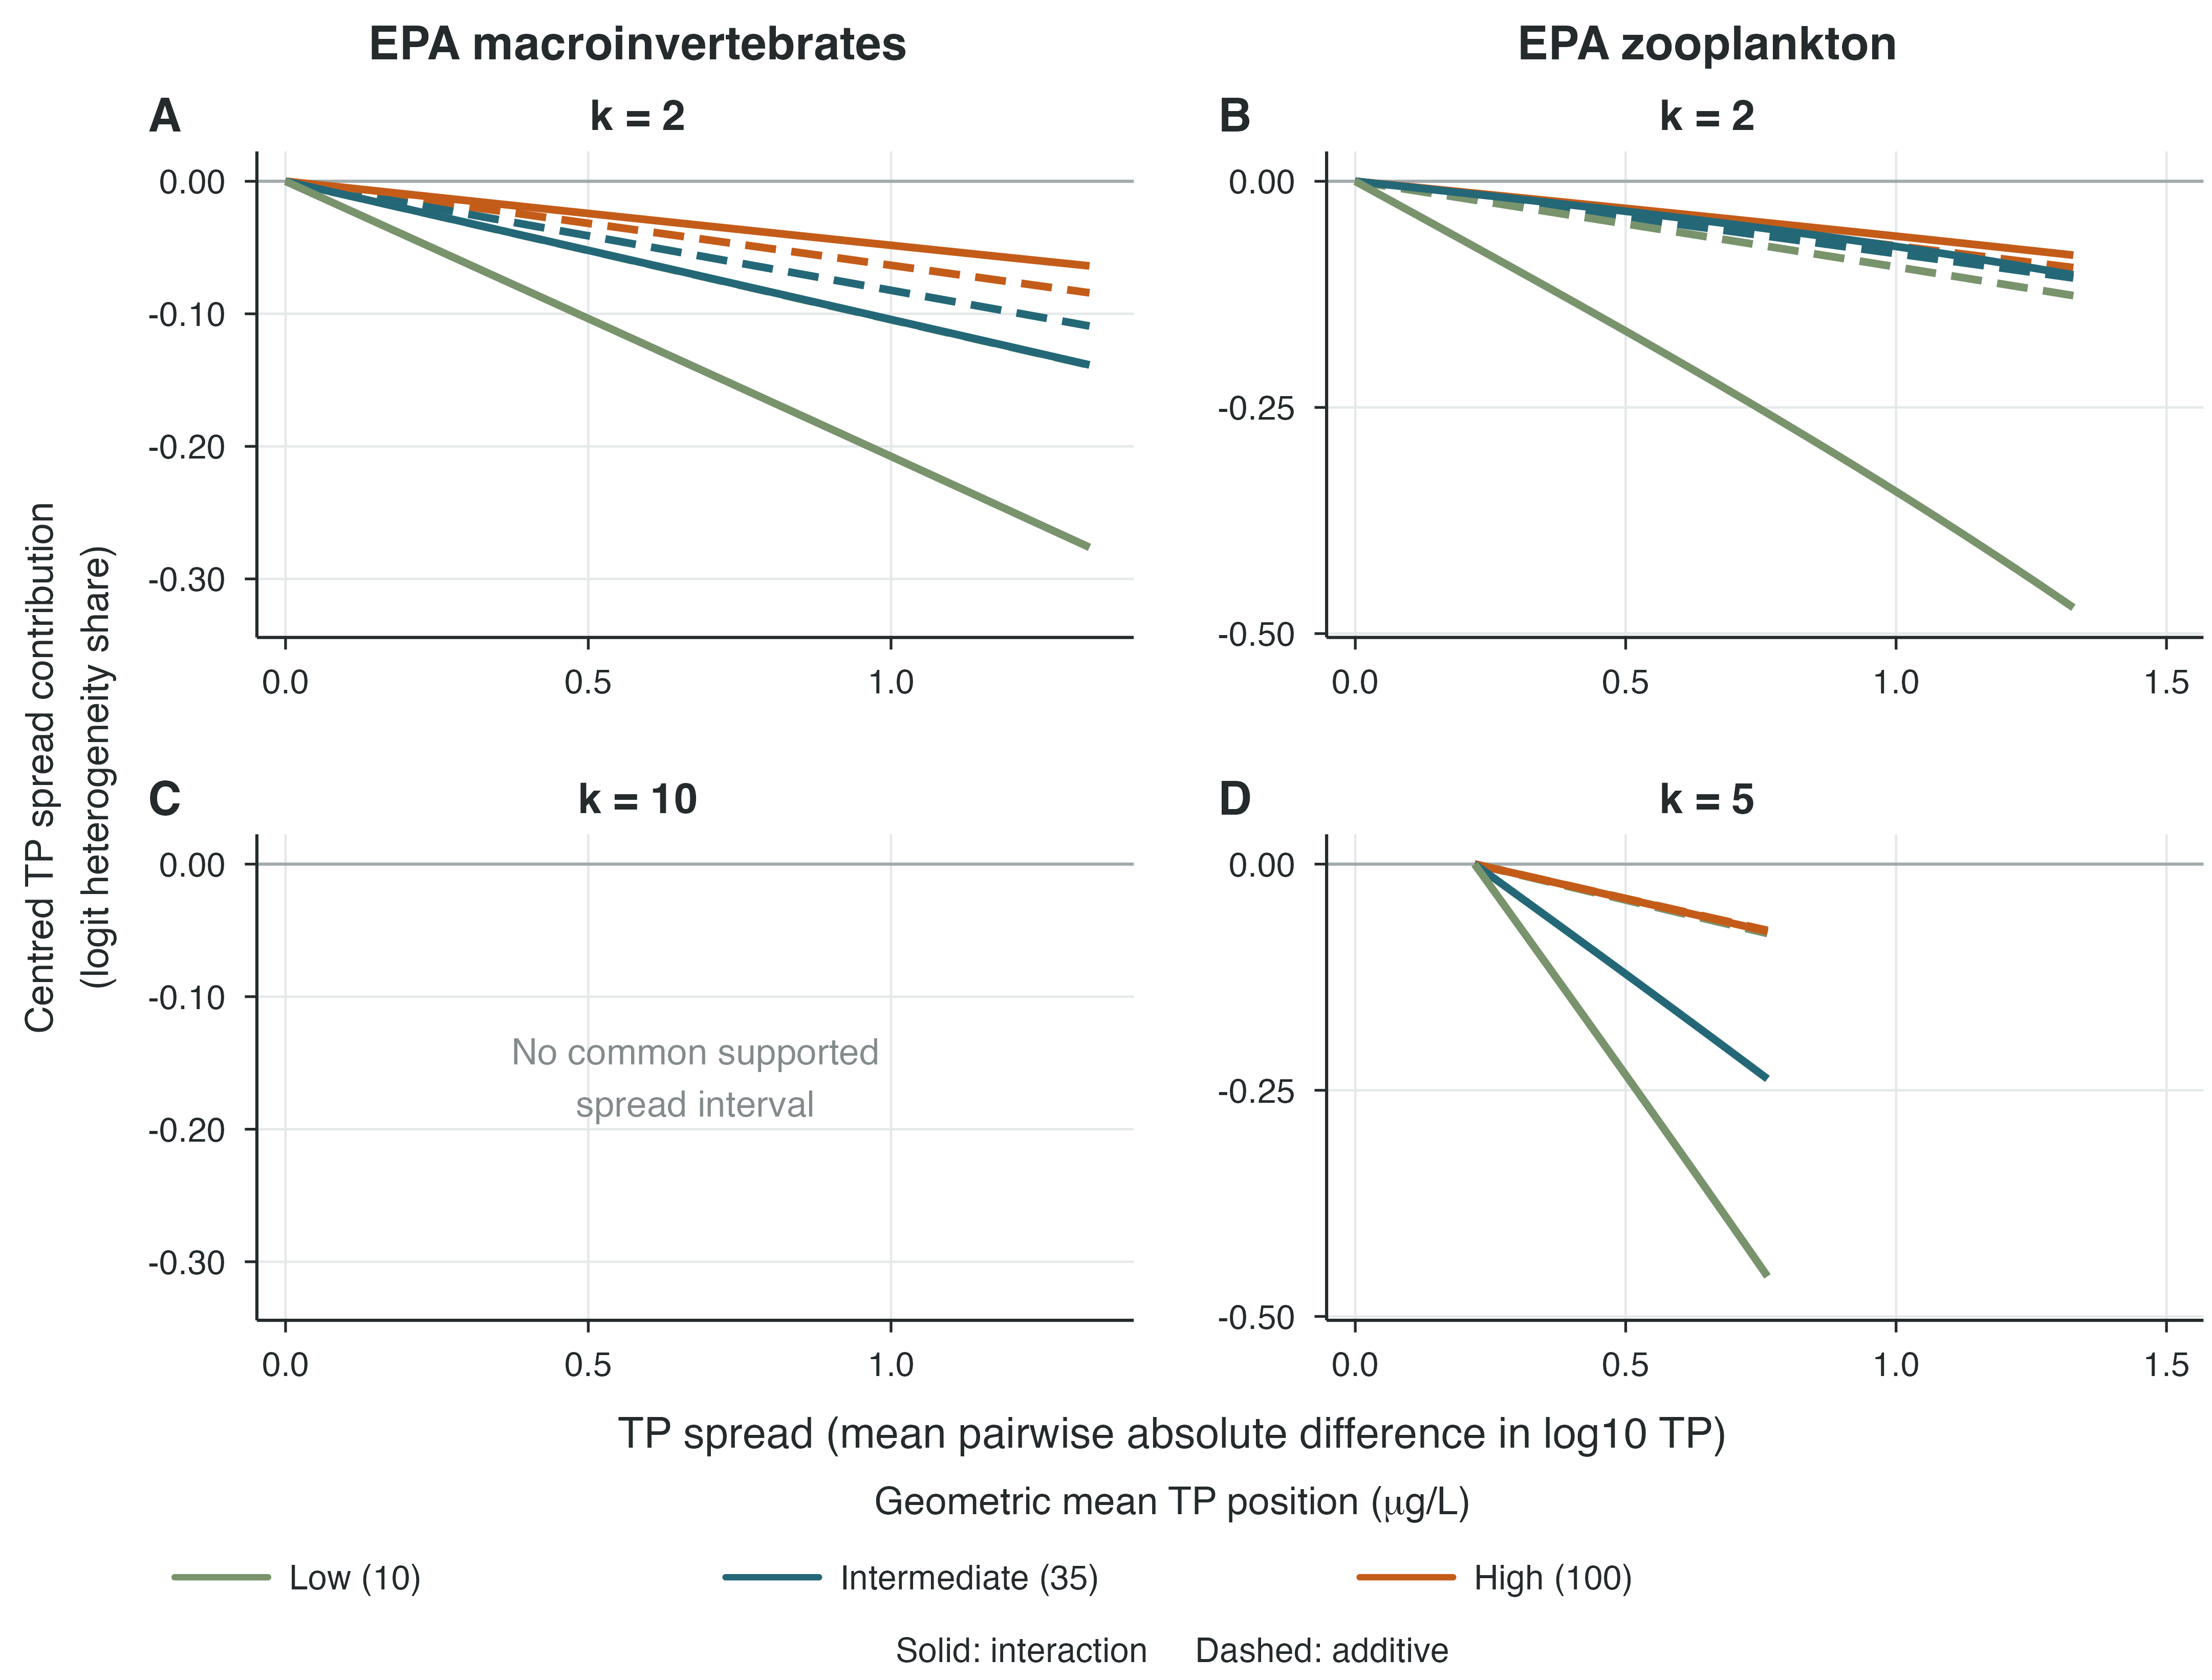 EPA macroinvertebrates
EPA zooplankton
A
k = 2
B
k = 2
0.00
-0.10
-0.20
-0.30
0.0
0.5
1.0
0.00
-0.25
-0.50
0.0
0.5
1.0
1.5
Centred TP spread contribution
(logit heterogeneity share)
C
k = 10
D
k = 5
0.00
-0.10
-0.20
-0.30
No common supported
spread interval
0.0
0.5
1.0
0.00
-0.25
-0.50
0.0
0.5
1.0
1.5
TP spread (mean pairwise absolute difference in log10 TP)
Geometric mean TP position (μg/L)
Low (10)
Intermediate (35)
High (100)
Solid: interaction
Dashed: additive